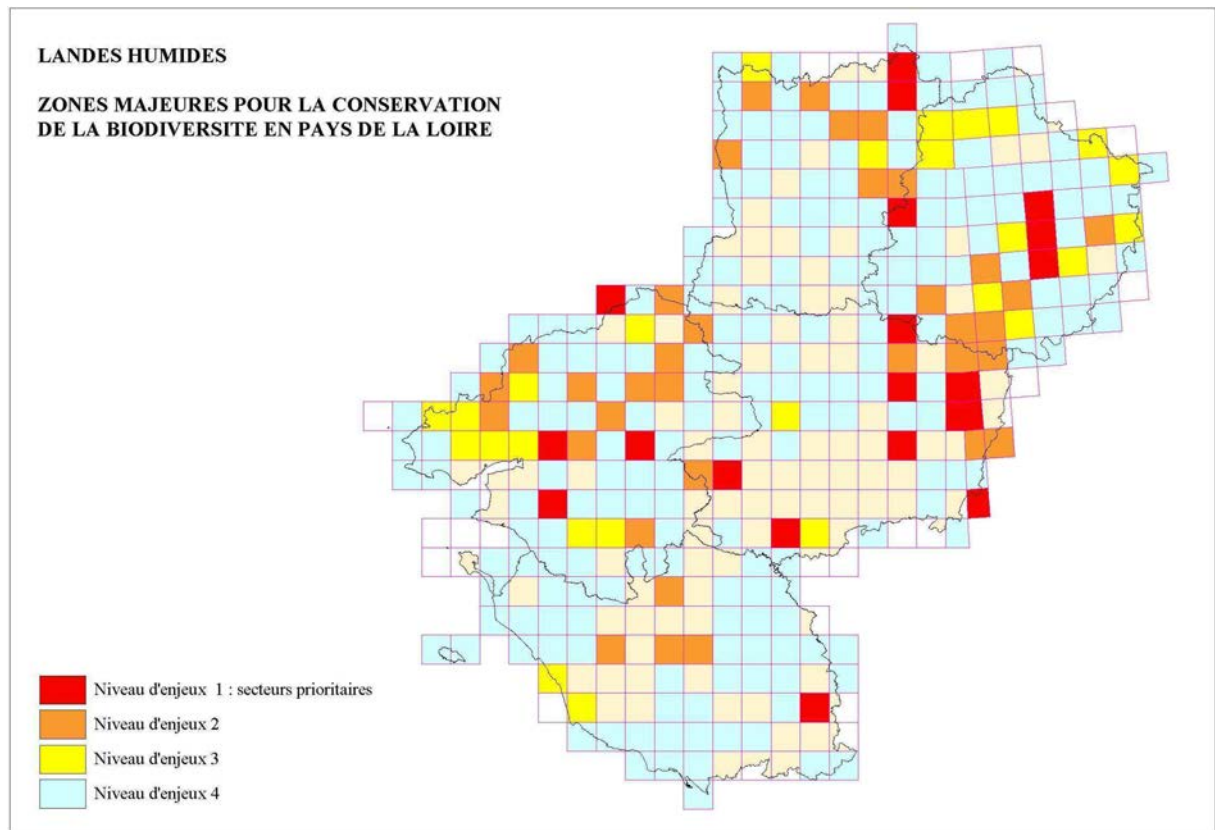 LANDES HUMIDES
ZONES MAJEURES POUR LA CONSERVATION
DE LA BIODIVERSITE EN PAYS DE LA LOIRE
Niveau d'enjeux 1 : secteurs prioritaires
Niveau d'enjeux 2
Niveau d'enjeux 3
Niveau d'enjeux 4